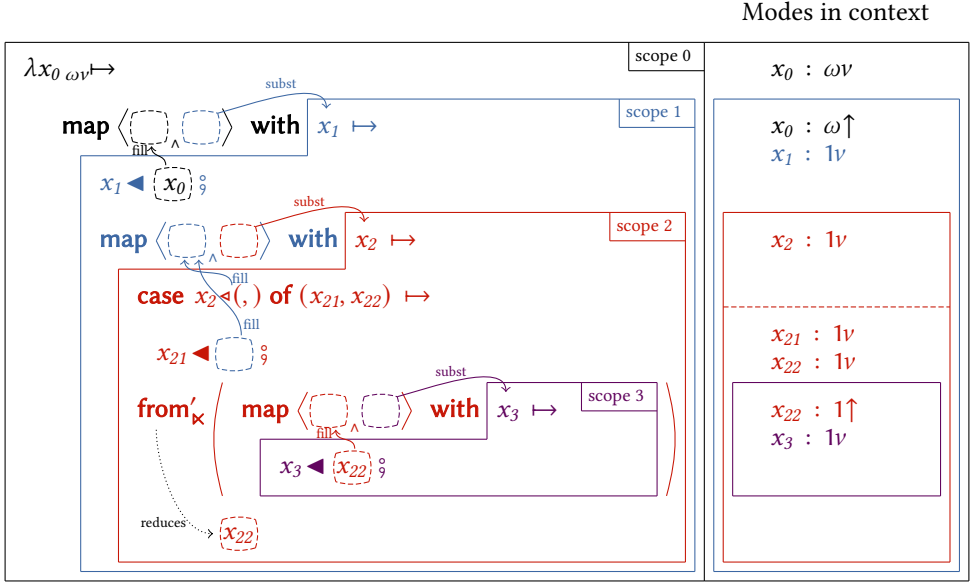 Modes in context
λx₀ ων↦ scope 0 x₀ : ων
subst
map ⟨ ∧ ⟩ with x₁ ↦ scope 1 x₀ : ω↑
fill x₁ : 1ν
x₁ ◀ x₀ ⨟
subst
map ⟨ ∧ ⟩ with x₂ ↦ scope 2 x₂ : 1ν
fill
case x₂ ◃ (,) of (x₂₁, x₂₂) ↦
fill
x₂₁ : 1ν
x₂₁ ◀ ⨟ x₂₂ : 1ν
subst
from′⋉ ( map ⟨ ∧ ⟩ with x₃ ↦ scope 3 ) x₂₂ : 1↑
fill x₃ : 1ν
x₃ ◀ x₂₂ ⨟
reduces
x₂₂